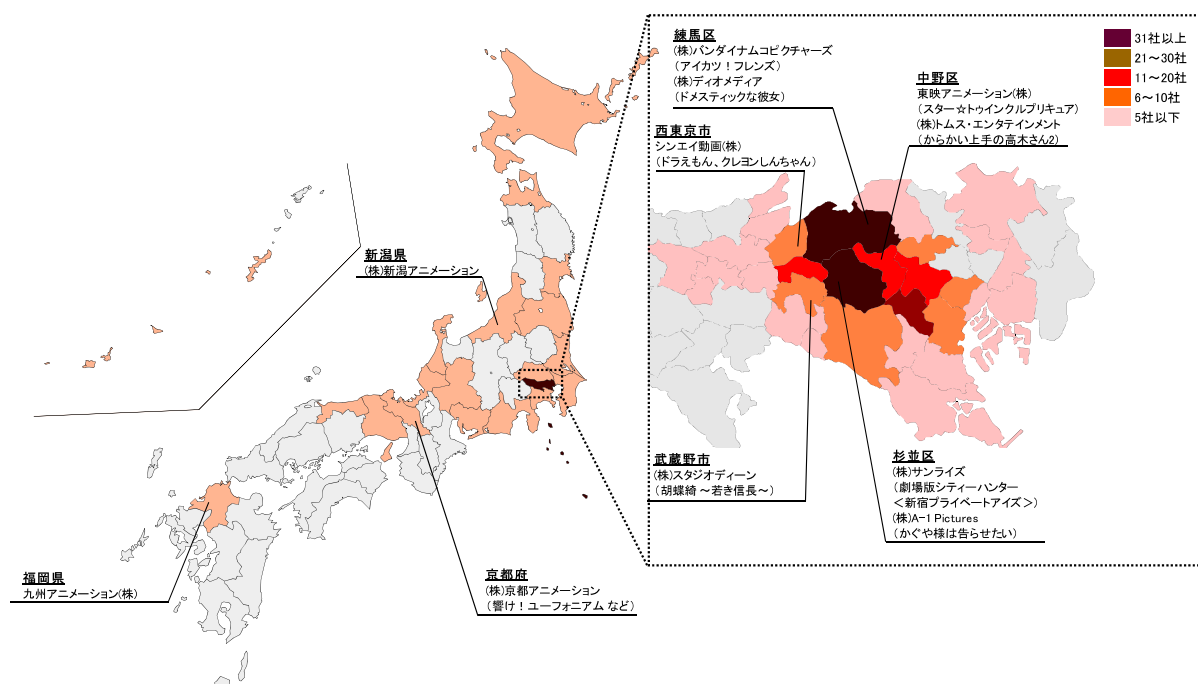 練馬区
(株)バンダイナムコピクチャーズ
(アイカツ！フレンズ)
(株)ディオメディア
(ドメスティックな彼女)
31社以上
21～30社
11～20社
6～10社
5社以下
中野区
東映アニメーション(株)
(スター☆トゥインクルプリキュア)
(株)トムス・エンタテインメント
(からかい上手の高木さん2)
西東京市
シンエイ動画(株)
(ドラえもん、クレヨンしんちゃん)
新潟県
(株)新潟アニメーション
武蔵野市
(株)スタジオディーン
(胡蝶綺 ～若き信長～)
杉並区
(株)サンライズ
(劇場版シティーハンター
＜新宿プライベートアイズ＞)
(株)A-1 Pictures
(かぐや様は告らせたい)
福岡県
九州アニメーション(株)
京都府
(株)京都アニメーション
(響け！ユーフォニアム など)